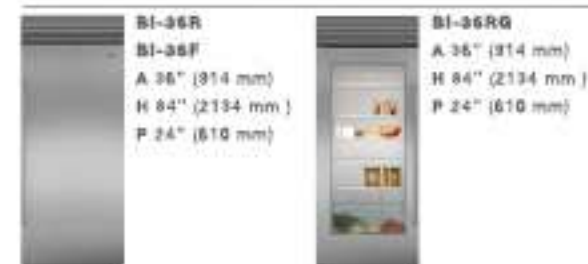 BI-36R
BI-36F
A 36" (914 mm)
H 84" (2134 mm )
P 24" (610 mm)
BI-36RG
A 36" (914 mm)
H 84" (2134 mm )
P 24" (610 mm)